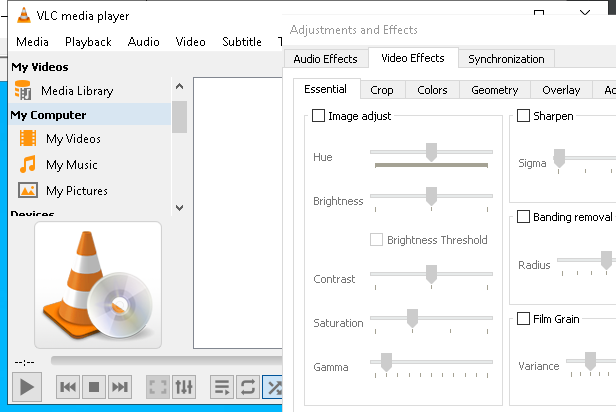 VLC media player
Media Playback Audio Video Subtitle
My Videos
Media Library
My Computer
My Videos
My Music
My Pictures
Devices
--:--
Adjustments and Effects
Audio Effects Video Effects Synchronization
Essential Crop Colors Geometry Overlay
Image adjust
Hue
Brightness
Brightness Threshold
Contrast
Saturation
Gamma
Sharpen
Sigma
Banding removal
Radius
Film Grain
Variance